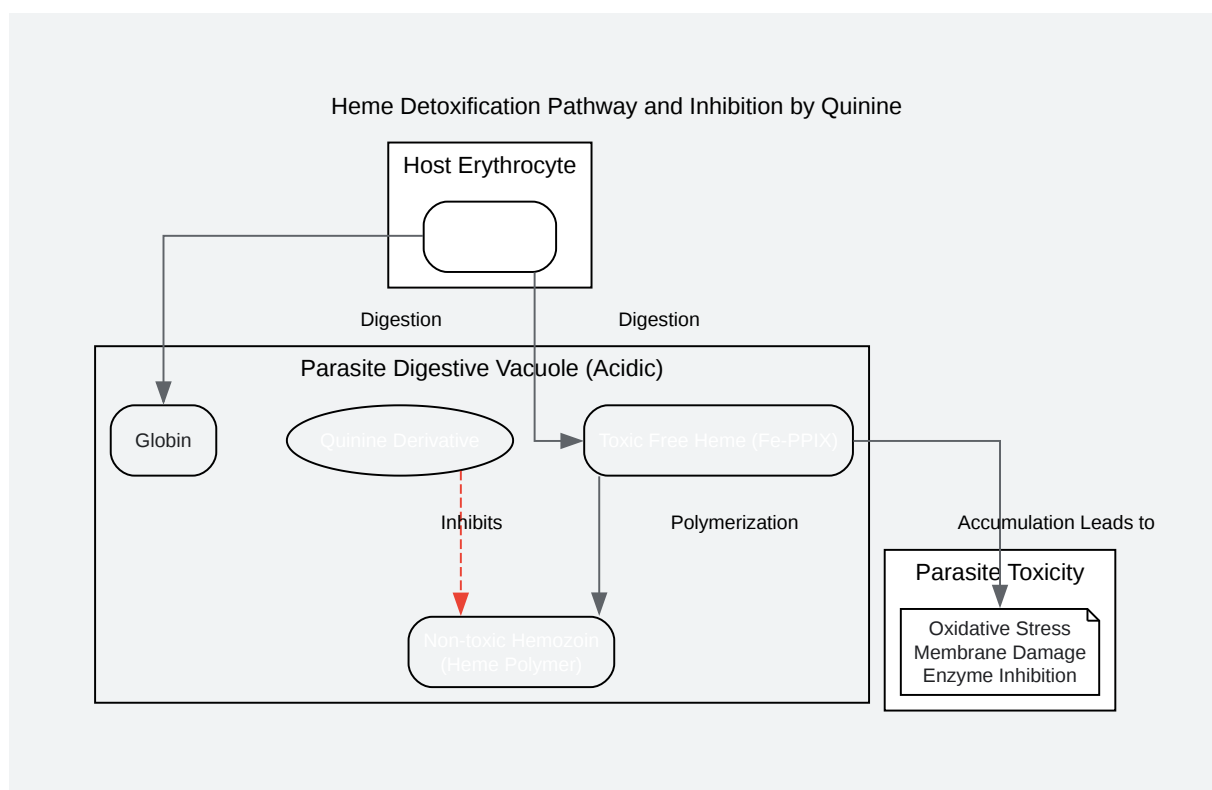 Heme Detoxification Pathway and Inhibition by Quinine
Host Erythrocyte
Digestion
Digestion
Parasite Digestive Vacuole (Acidic)
Globin
Quinine Derivative
Toxic Free Heme (Fe-PPIX)
Inhibits
Polymerization
Accumulation Leads to
Parasite Toxicity
Non-toxic Hemozoin
(Heme Polymer)
Oxidative Stress
Membrane Damage
Enzyme Inhibition